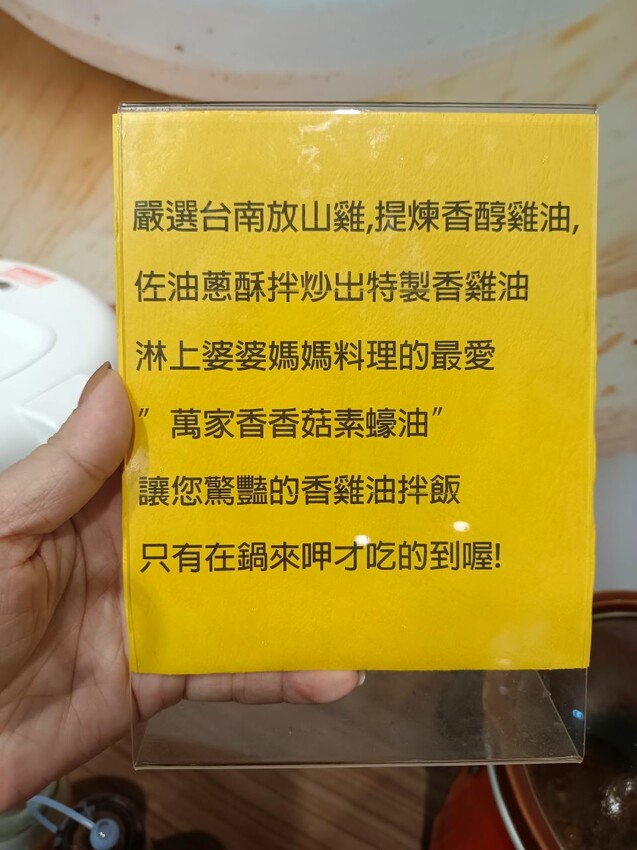 嚴選台南放山雞,提煉香醇雞油,
佐油蔥酥拌炒出特製香雞油
淋上婆婆媽媽料理的最愛
”萬家香香菇素蠔油”
讓您驚豔的香雞油拌飯
只有在鍋來呷才吃的到喔!